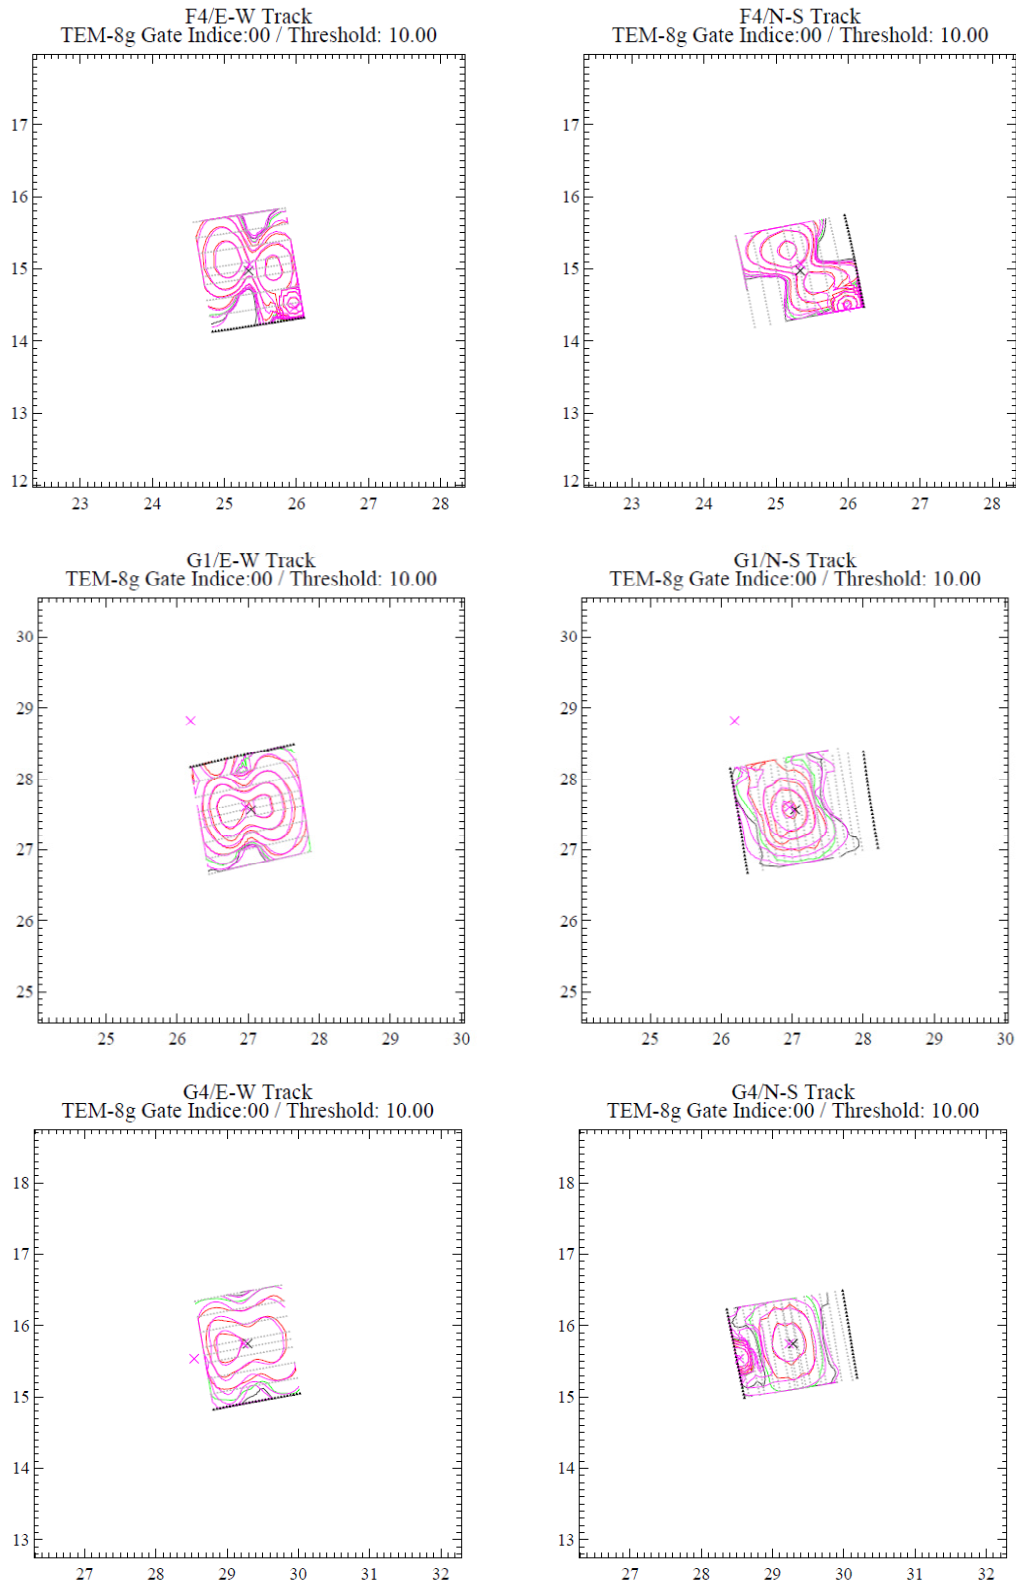 F4/E-W Track
TEM-8g Gate Indice:00 / Threshold: 10.00
17
16
15
14
13
12
23 24 25 26 27 28
F4/N-S Track
TEM-8g Gate Indice:00 / Threshold: 10.00
17
16
15
14
13
12
23 24 25 26 27 28
G1/E-W Track
TEM-8g Gate Indice:00 / Threshold: 10.00
30
29
28
27
26
25
25 26 27 28 29 30
G1/N-S Track
TEM-8g Gate Indice:00 / Threshold: 10.00
30
29
28
27
26
25
25 26 27 28 29 30
G4/E-W Track
TEM-8g Gate Indice:00 / Threshold: 10.00
18
17
16
15
14
13
27 28 29 30 31 32
G4/N-S Track
TEM-8g Gate Indice:00 / Threshold: 10.00
18
17
16
15
14
13
27 28 29 30 31 32